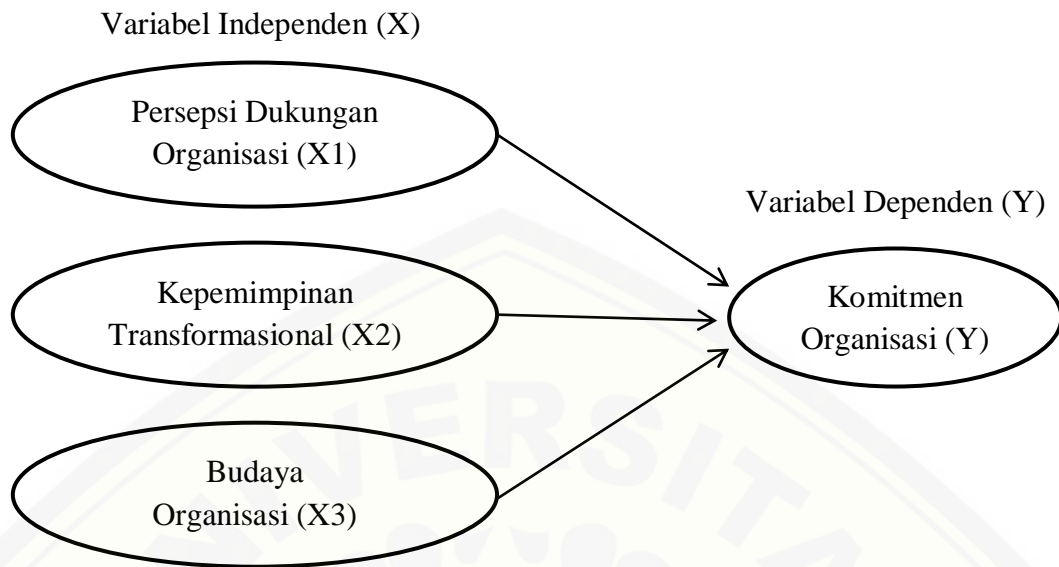 Variabel Independen (X)
Persepsi Dukungan
Organisasi (X1)
Variabel Dependen (Y)
Kepemimpinan
Transformasional (X2)
Komitmen
Organisasi (Y)
Budaya
Organisasi (X3)